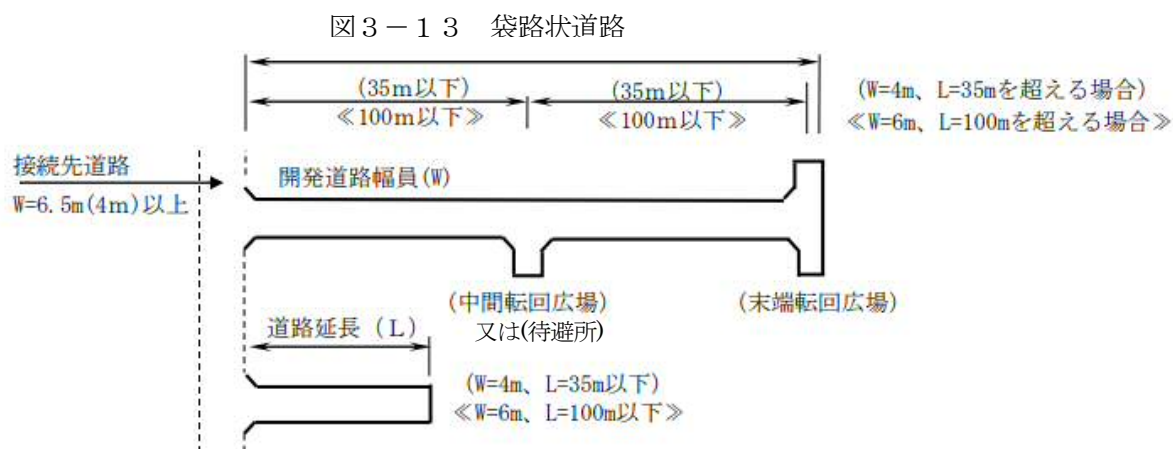 図３－１３　袋路状道路
(35m以下)
(35m以下)
(W=4m、L=35mを超える場合)
≪100m以下≫
≪100m以下≫
≪W=6m、L=100mを超える場合≫
接続先道路
W=6.5m(4m)以上
開発道路幅員(W)
(中間転回広場)
又は(待避所)
(末端転回広場)
道路延長（L）
(W=4m、L=35m以下)
≪W=6m、L=100m以下≫